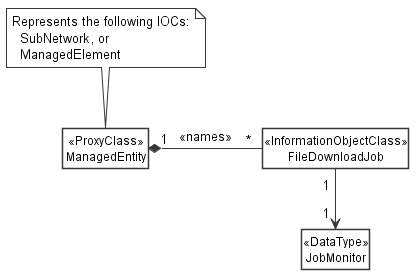 Represents the following IOCs:
SubNetwork, or
ManagedElement
«ProxyClass»
ManagedEntity
1 «names» *
«InformationObjectClass»
FileDownloadJob
1
1
«DataType»
JobMonitor